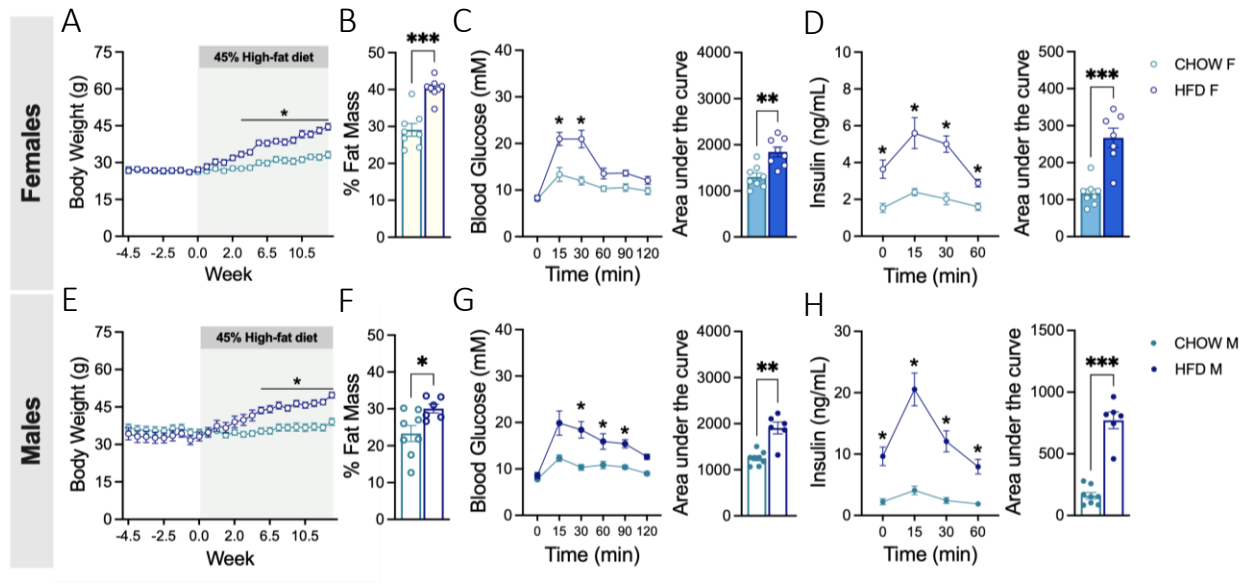 Females
A
Body Weight (g)
75
60
45
30
15
0
45% High-fat diet
*
-4.5 -2.5 0.0 2.0 6.5 10.5
Week
B
% Fat Mass
50
40
30
20
10
0
***
C
Blood Glucose (mM)
40
30
20
10
0
* *
0 15 30 60 90 120
Time (min)
Area under the curve
4000
3000
2000
1000
0
**
D
Insulin (ng/mL)
10
8
6
4
2
0
* * * *
0 15 30 60
Time (min)
Area under the curve
500
400
300
200
100
0
***
CHOW F
HFD F
Males
E
Body Weight (g)
75
60
45
30
15
0
45% High-fat diet
*
-4.5 -2.5 0.0 2.0 6.5 10.5
Week
F
% Fat Mass
50
40
30
20
10
0
*
G
Blood Glucose (mM)
40
30
20
10
0
* * *
0 15 30 60 90 120
Time (min)
Area under the curve
4000
3000
2000
1000
0
**
H
Insulin (ng/mL)
30
20
10
0
* * * *
0 15 30 60
Time (min)
Area under the curve
1500
1000
500
0
***
CHOW M
HFD M